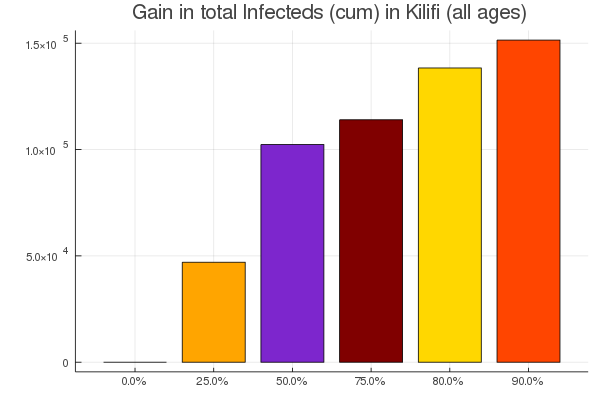 Gain in total Infecteds (cum) in Kilifi (all ages)
1.5×10⁵
1.0×10⁵
5.0×10⁴
0
0.0% 25.0% 50.0% 75.0% 80.0% 90.0%